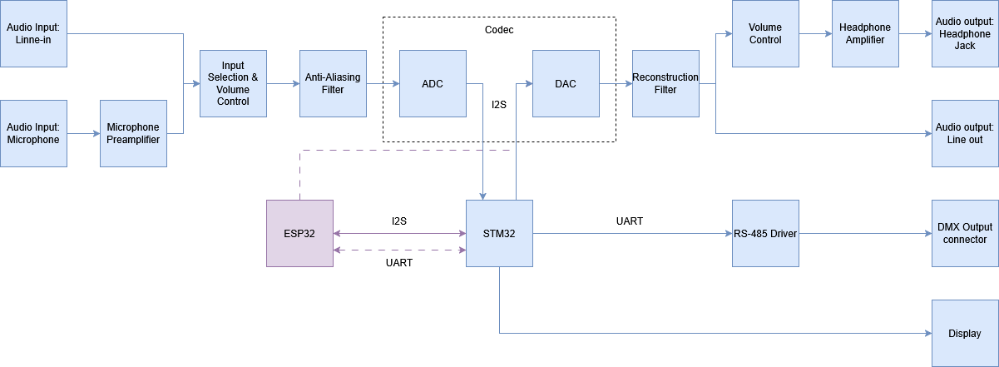 Audio Input:
Linne-in
Audio Input:
Microphone
Microphone
Preamplifier
Input
Selection &
Volume
Control
Anti-Aliasing
Filter
Codec
ADC
I2S
DAC
Reconstruction
Filter
Volume
Control
Headphone
Amplifier
Audio output:
Headphone
Jack
Audio output:
Line out
ESP32
I2S
UART
STM32
UART
RS-485 Driver
DMX Output
connector
Display